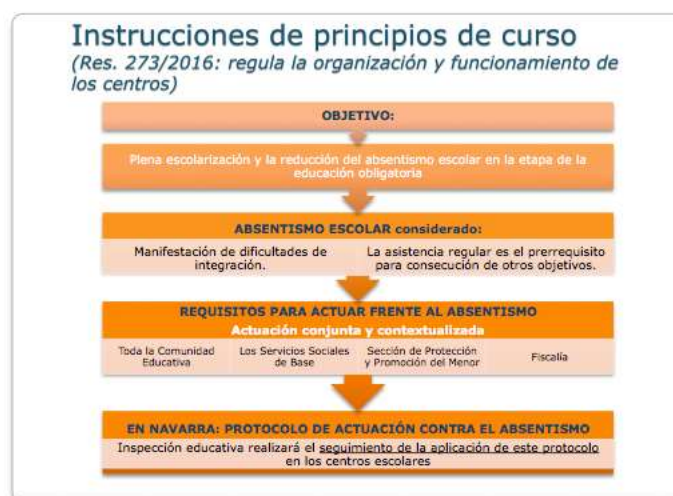 Instrucciones de principios de curso
(Res. 273/2016: regula la organización y funcionamiento de
los centros)
OBJETIVO:
Plena escolarización y la reducción del absentismo escolar en la etapa de la
educación obligatoria
ABSENTISMO ESCOLAR considerado:
Manifestación de dificultades de
integración.
La asistencia regular es el prerrequisito
para consecución de otros objetivos.
REQUISITOS PARA ACTUAR FRENTE AL ABSENTISMO
Actuación conjunta y contextualizada
Toda la Comunidad
Educativa
Los Servicios Sociales
de Base
Sección de Protección
y Promoción del Menor
Fiscalía
EN NAVARRA: PROTOCOLO DE ACTUACIÓN CONTRA EL ABSENTISMO
Inspección educativa realizará el seguimiento de la aplicación de este protocolo
en los centros escolares